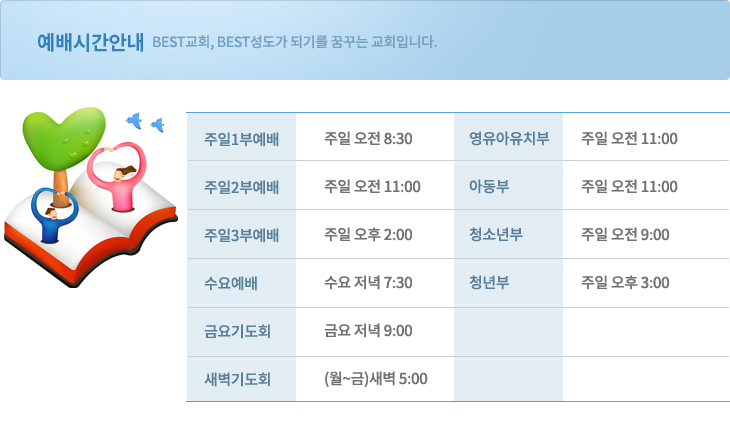 예배시간안내 BEST교회, BEST성도가 되기를 꿈꾸는 교회입니다.
주일1부예배 주일 오전 8:30 영유아유치부 주일 오전 11:00
주일2부예배 주일 오전 11:00 아동부 주일 오전 11:00
주일3부예배 주일 오후 2:00 청소년부 주일 오전 9:00
수요예배 수요 저녁 7:30 청년부 주일 오후 3:00
금요기도회 금요 저녁 9:00
새벽기도회 (월~금)새벽 5:00